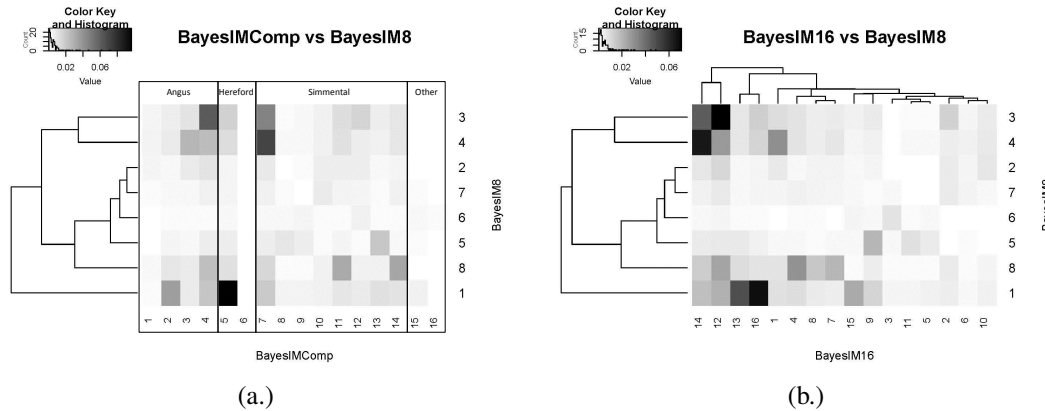 Color Key
and Histogram
Count
0 10 20
0.02 0.06
Value
BayesIMComp vs BayesIM8
Angus Hereford Simmental Other
3
4
2
7
6
5
8
1
BayesIM8
1 2 3 4 5 6 7 8 9 10 11 12 13 14 15 16
BayesIMComp
(a.)
Color Key
and Histogram
Count
0 15
0.02 0.06
Value
BayesIM16 vs BayesIM8
3
4
2
7
6
5
8
1
BayesIM8
14 12 13 16 1 4 8 7 15 9 3 11 5 2 6 10
BayesIM16
(b.)